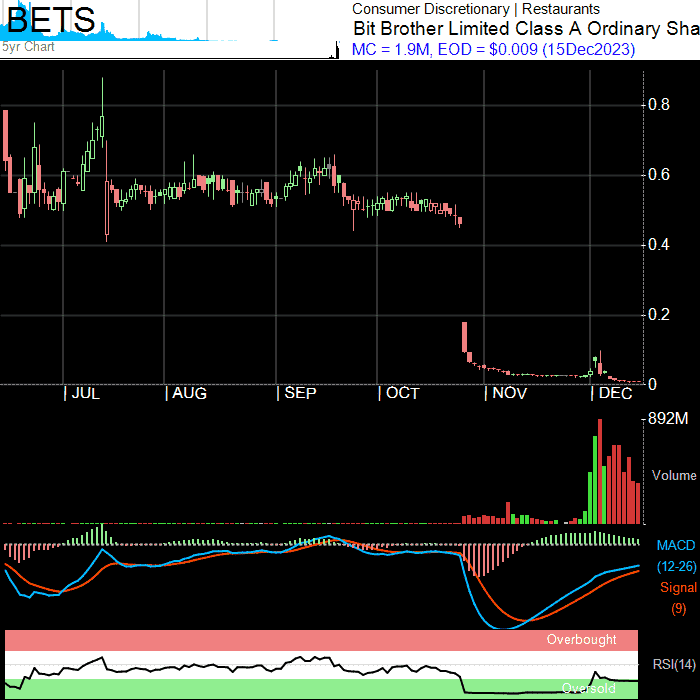 BETS
5yr Chart
Consumer Discretionary | Restaurants
Bit Brother Limited Class A Ordinary Sha
MC = 1.9M, EOD = $0.009 (15Dec2023)
0.8
0.6
0.4
0.2
0
| JUL | AUG | SEP | OCT | NOV | DEC
892M
Volume
MACD
(12-26)
Signal
(9)
Overbought
RSI(14)
Oversold